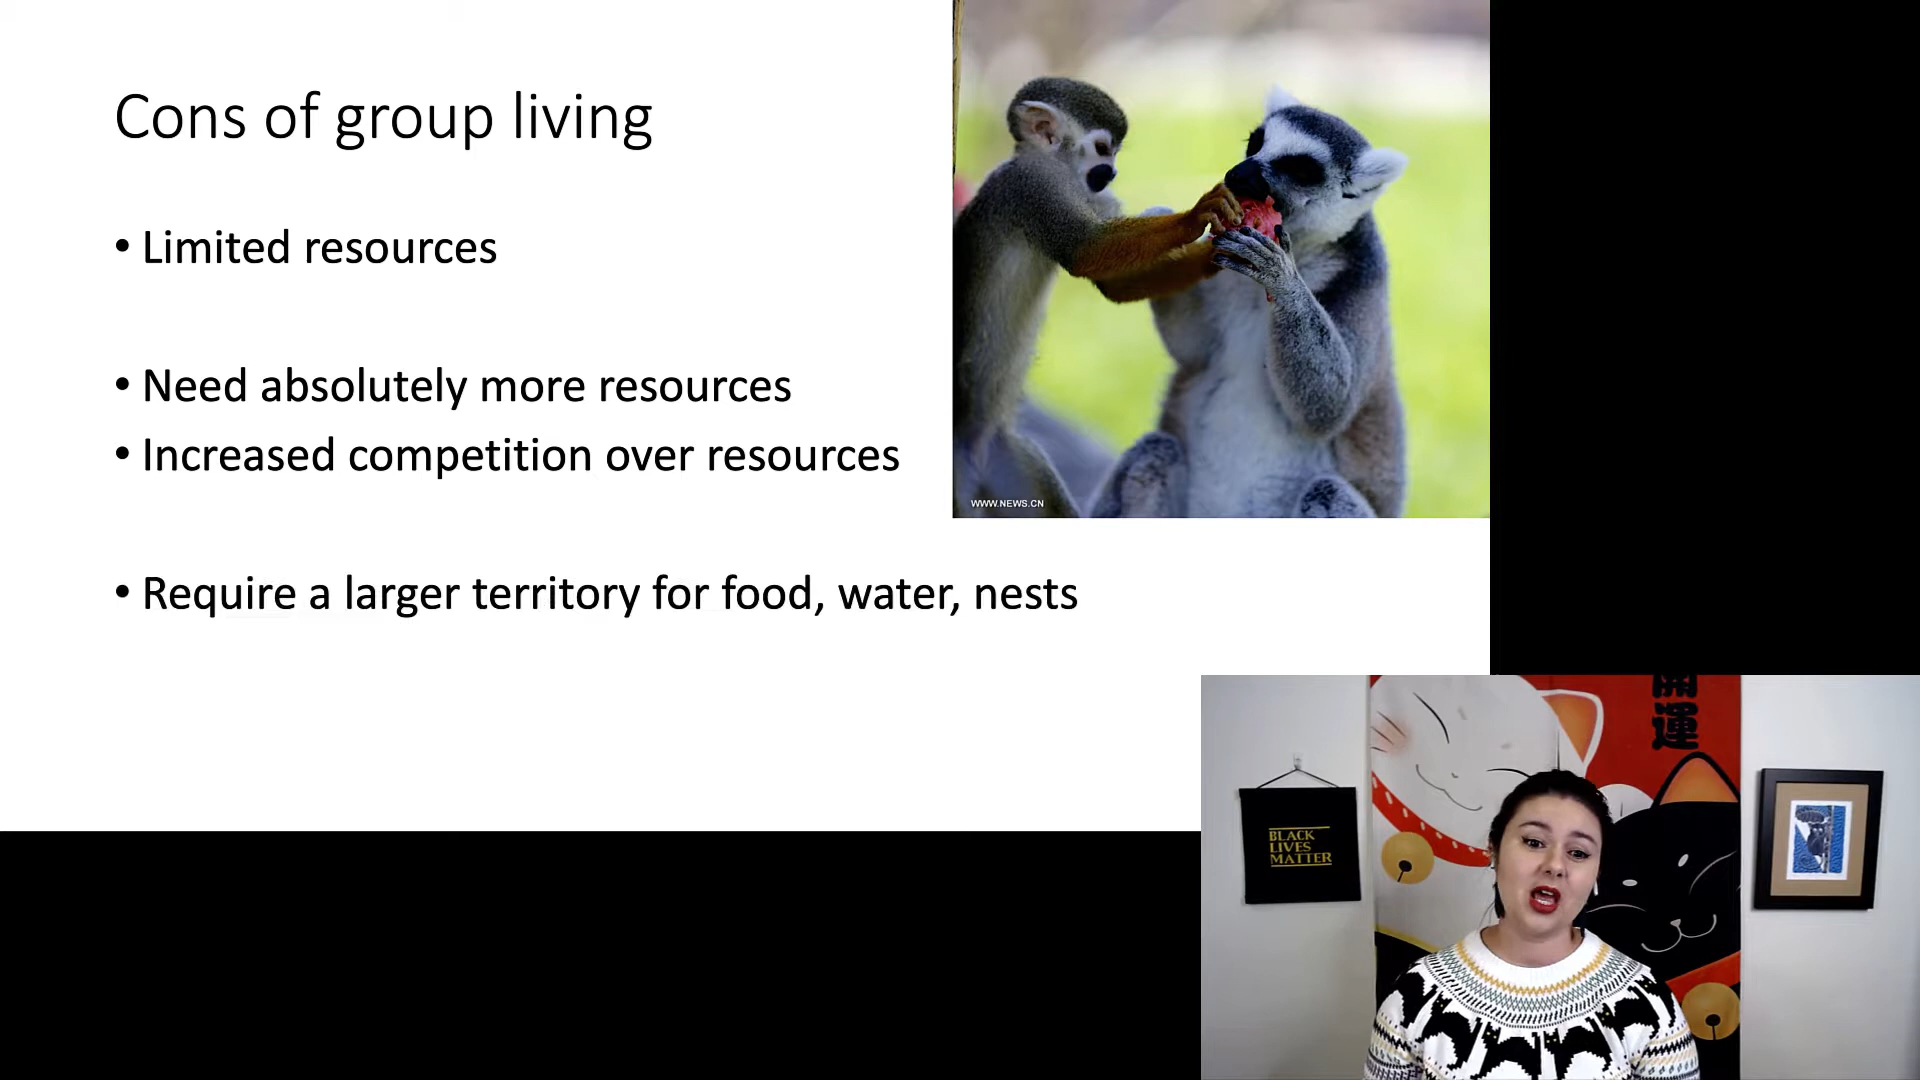 Cons of group living
• Limited resources
• Need absolutely more resources
• Increased competition over resources
• Require a larger territory for food, water, nests
WWW.NEWS.CN
開
運
BLACK
LIVES
MATTER